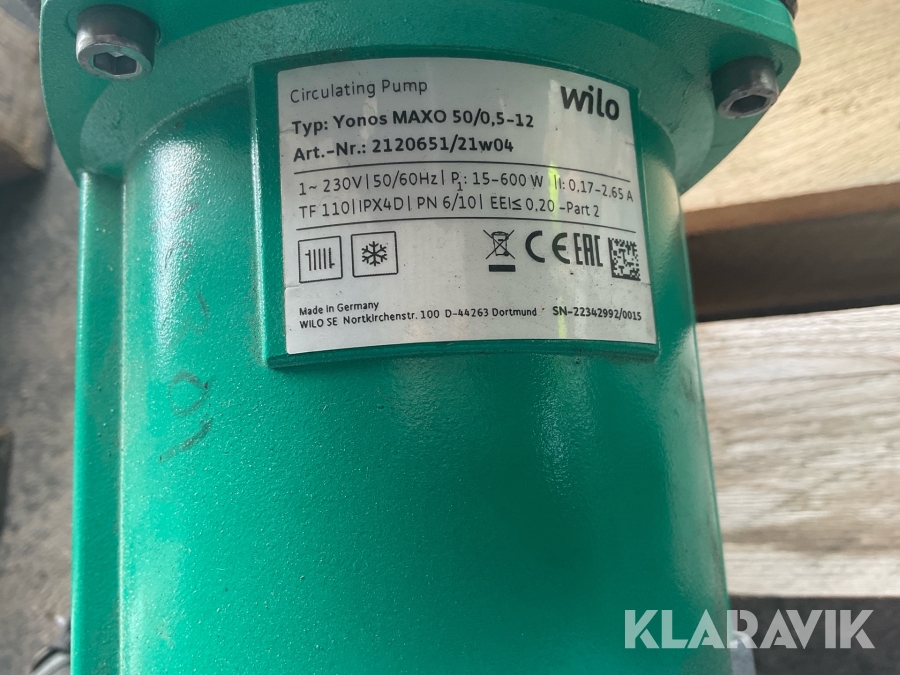 Circulating Pump
wilo
Typ: Yonos MAXO 50/0,5-12
Art.-Nr.: 2120651/21w04
1~ 230V | 50/60Hz | P1: 15-600 W | I: 0,17-2.65 A
TF 110 | IPX4D | PN 6/10 | EEI≤ 0,20 -Part 2
CE EAC
Made in Germany
WILO SE Nortkirchenstr. 100 D-44263 Dortmund
SN-22342992/0015
KLARAVIK